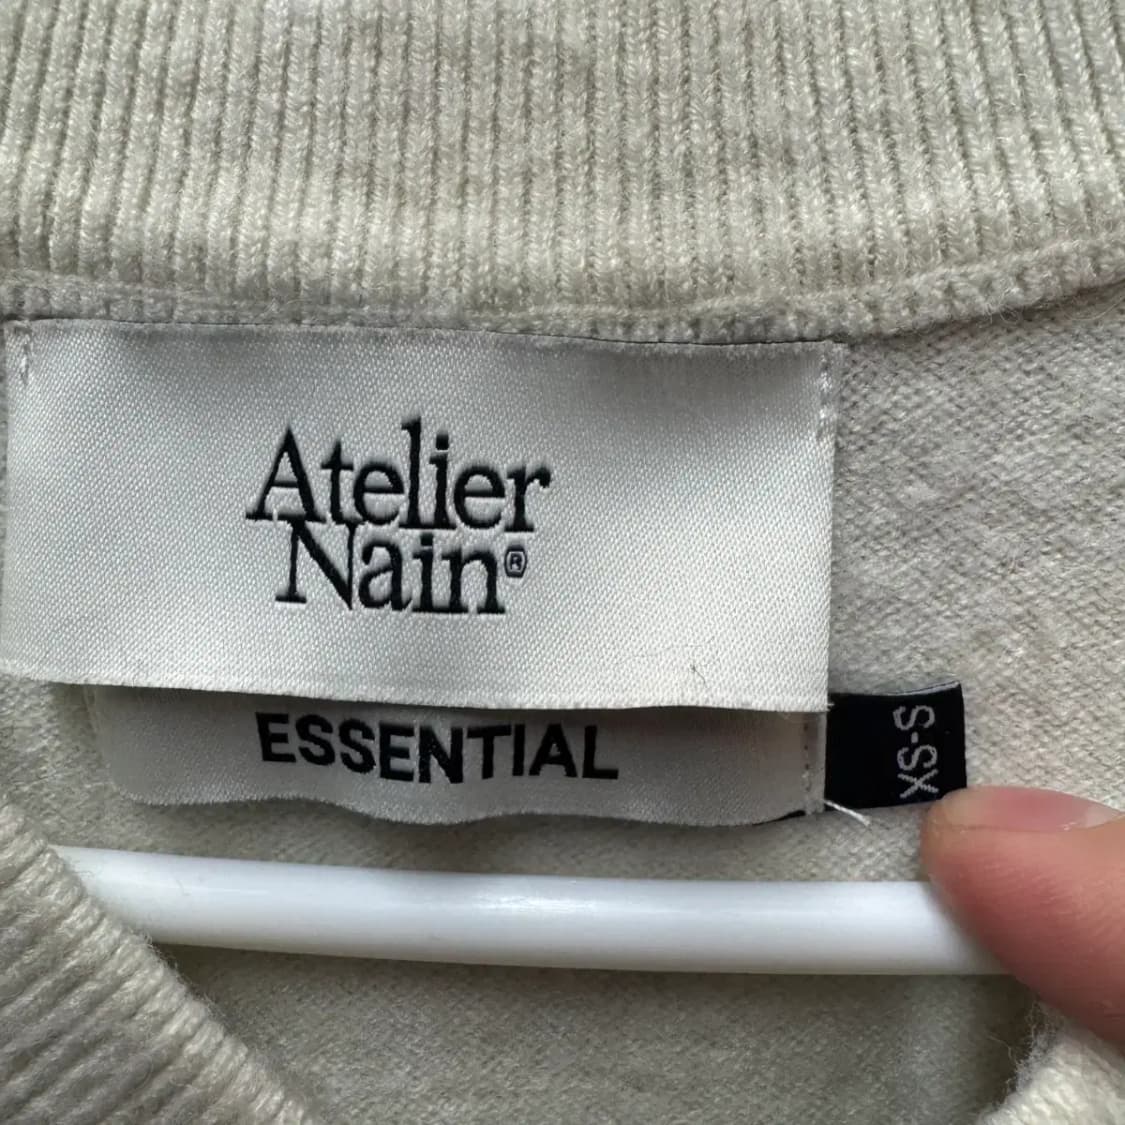 Atelier
Nain®
ESSENTIAL
XS-S